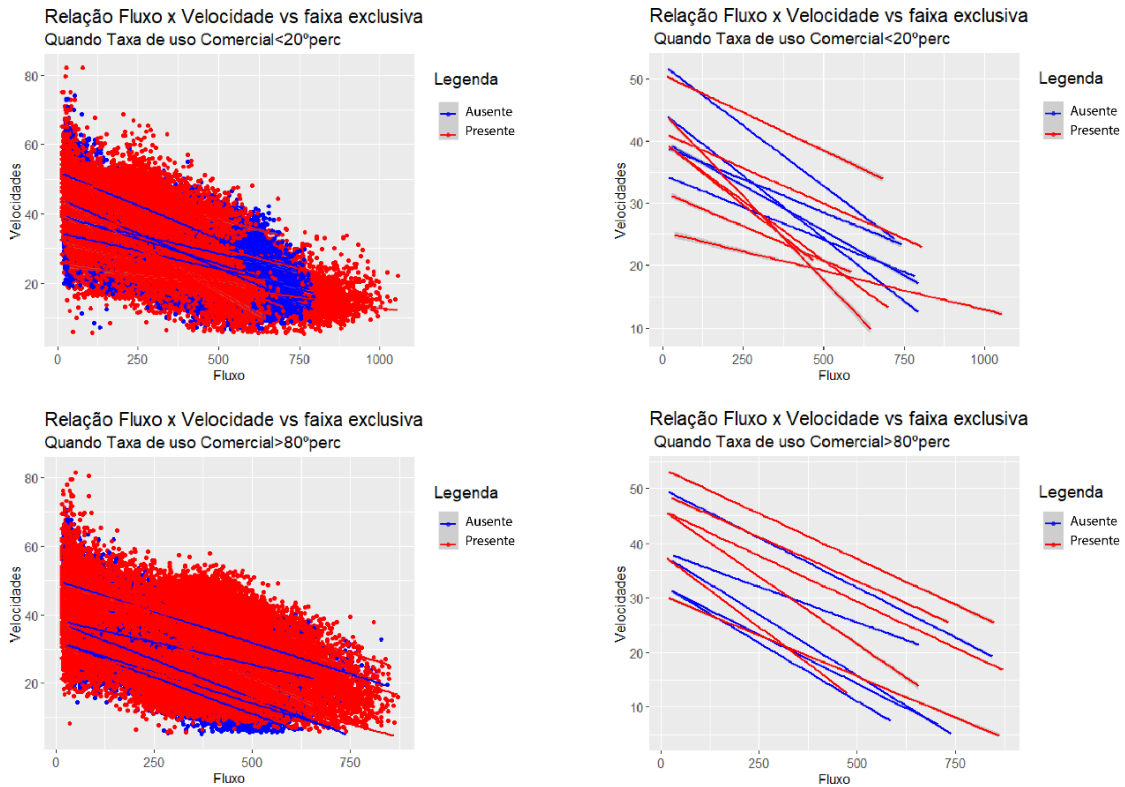 Relação Fluxo x Velocidade vs faixa exclusiva
Quando Taxa de uso Comercial<20ºperc
80
60
40
20
Velocidades
0
250
500
750
1000
Fluxo
Legenda
Ausente
Presente
Relação Fluxo x Velocidade vs faixa exclusiva
Quando Taxa de uso Comercial<20ºperc
50
40
30
20
10
Velocidades
0
250
500
750
1000
Fluxo
Legenda
Ausente
Presente
Relação Fluxo x Velocidade vs faixa exclusiva
Quando Taxa de uso Comercial>80ºperc
80
60
40
20
Velocidades
250
500
750
Fluxo
Legenda
Ausente
Presente
Relação Fluxo x Velocidade vs faixa exclusiva
Quando Taxa de uso Comercial>80ºperc
50
40
30
20
10
Velocidades
0
250
500
750
Fluxo
Legenda
Ausente
Presente